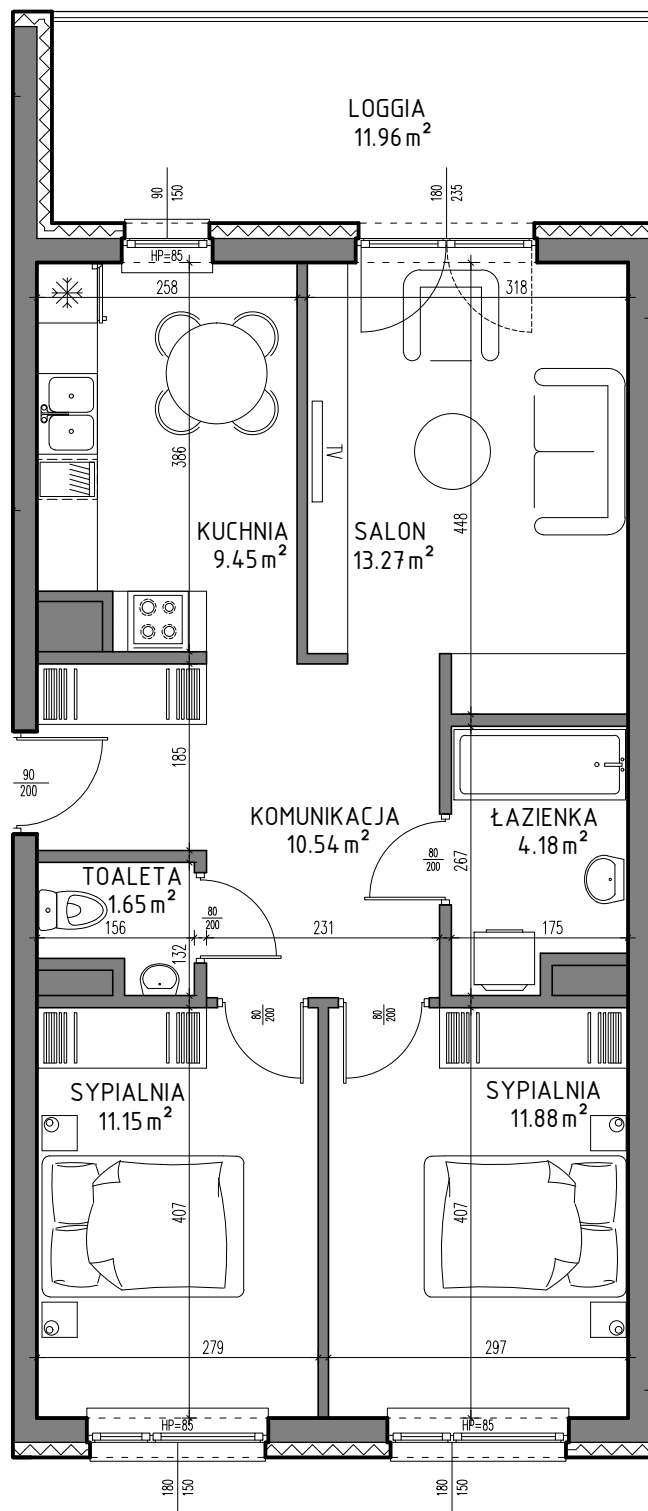 LOGGIA
11.96 m²
90
150
180
235
HP=85
258
318
386
TV
448
KUCHNIA
9.45 m²
SALON
13.27 m²
185
90
200
KOMUNIKACJA
10.54 m²
ŁAZIENKA
4.18 m²
80
200
267
TOALETA
1.65 m²
80
200
156
132
231
175
80
200
80
200
SYPIALNIA
11.15 m²
SYPIALNIA
11.88 m²
407
407
279
297
HP=85
HP=85
180
150
180
150